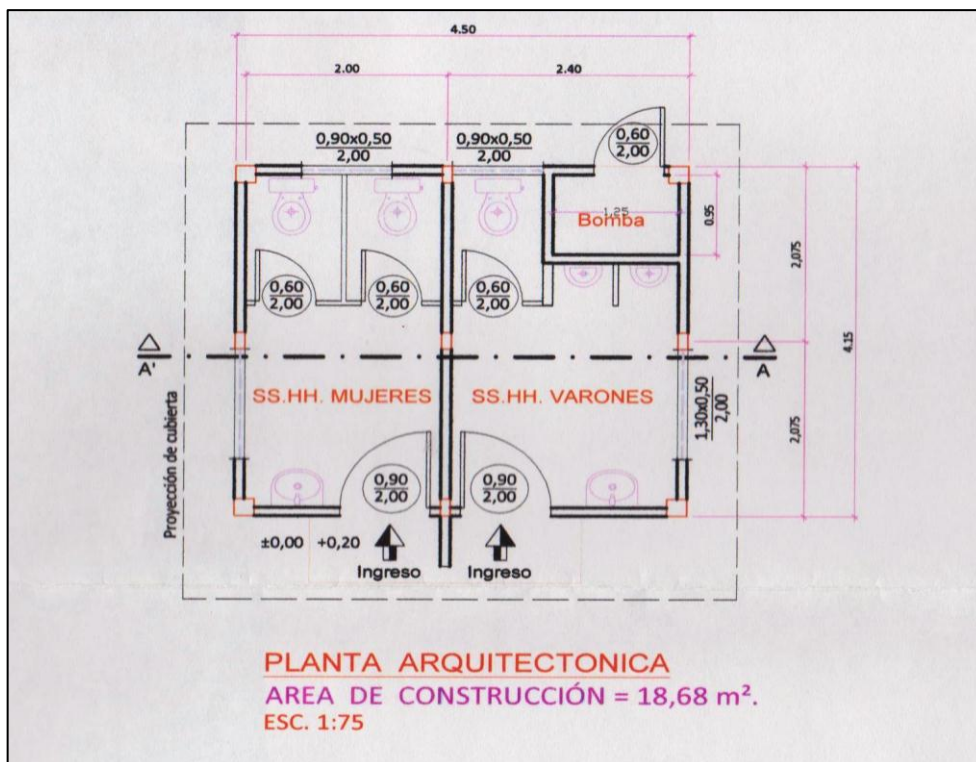 4.50
2.00
2.40
0,90x0,50
2,00
0,90x0,50
2,00
0,60
2,00
1,25
Bomba
0.95
2,075
4.15
0,60
2,00
0,60
2,00
0,60
2,00
A'
A
SS.HH. MUJERES
SS.HH. VARONES
1,30x0,50
2,00
2,075
Proyección de cubierta
0,90
2,00
0,90
2,00
±0,00
+0,20
Ingreso
Ingreso
PLANTA ARQUITECTONICA
AREA DE CONSTRUCCIÓN = 18,68 m².
ESC. 1:75